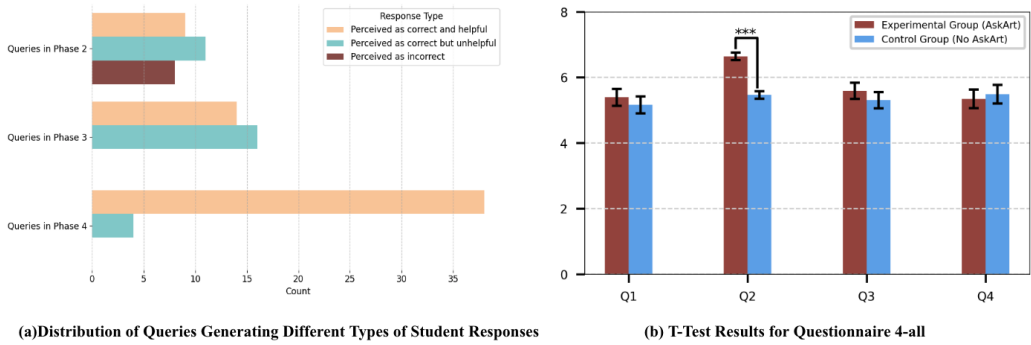 Response Type
Perceived as correct and helpful
Perceived as correct but unhelpful
Perceived as incorrect
Queries in Phase 2
Queries in Phase 3
Queries in Phase 4
0 5 10 15 20 25 30 35
Count
(a)Distribution of Queries Generating Different Types of Student Responses
Experimental Group (AskArt)
Control Group (No AskArt)
***
8
6
4
2
0
Q1 Q2 Q3 Q4
(b) T-Test Results for Questionnaire 4-all